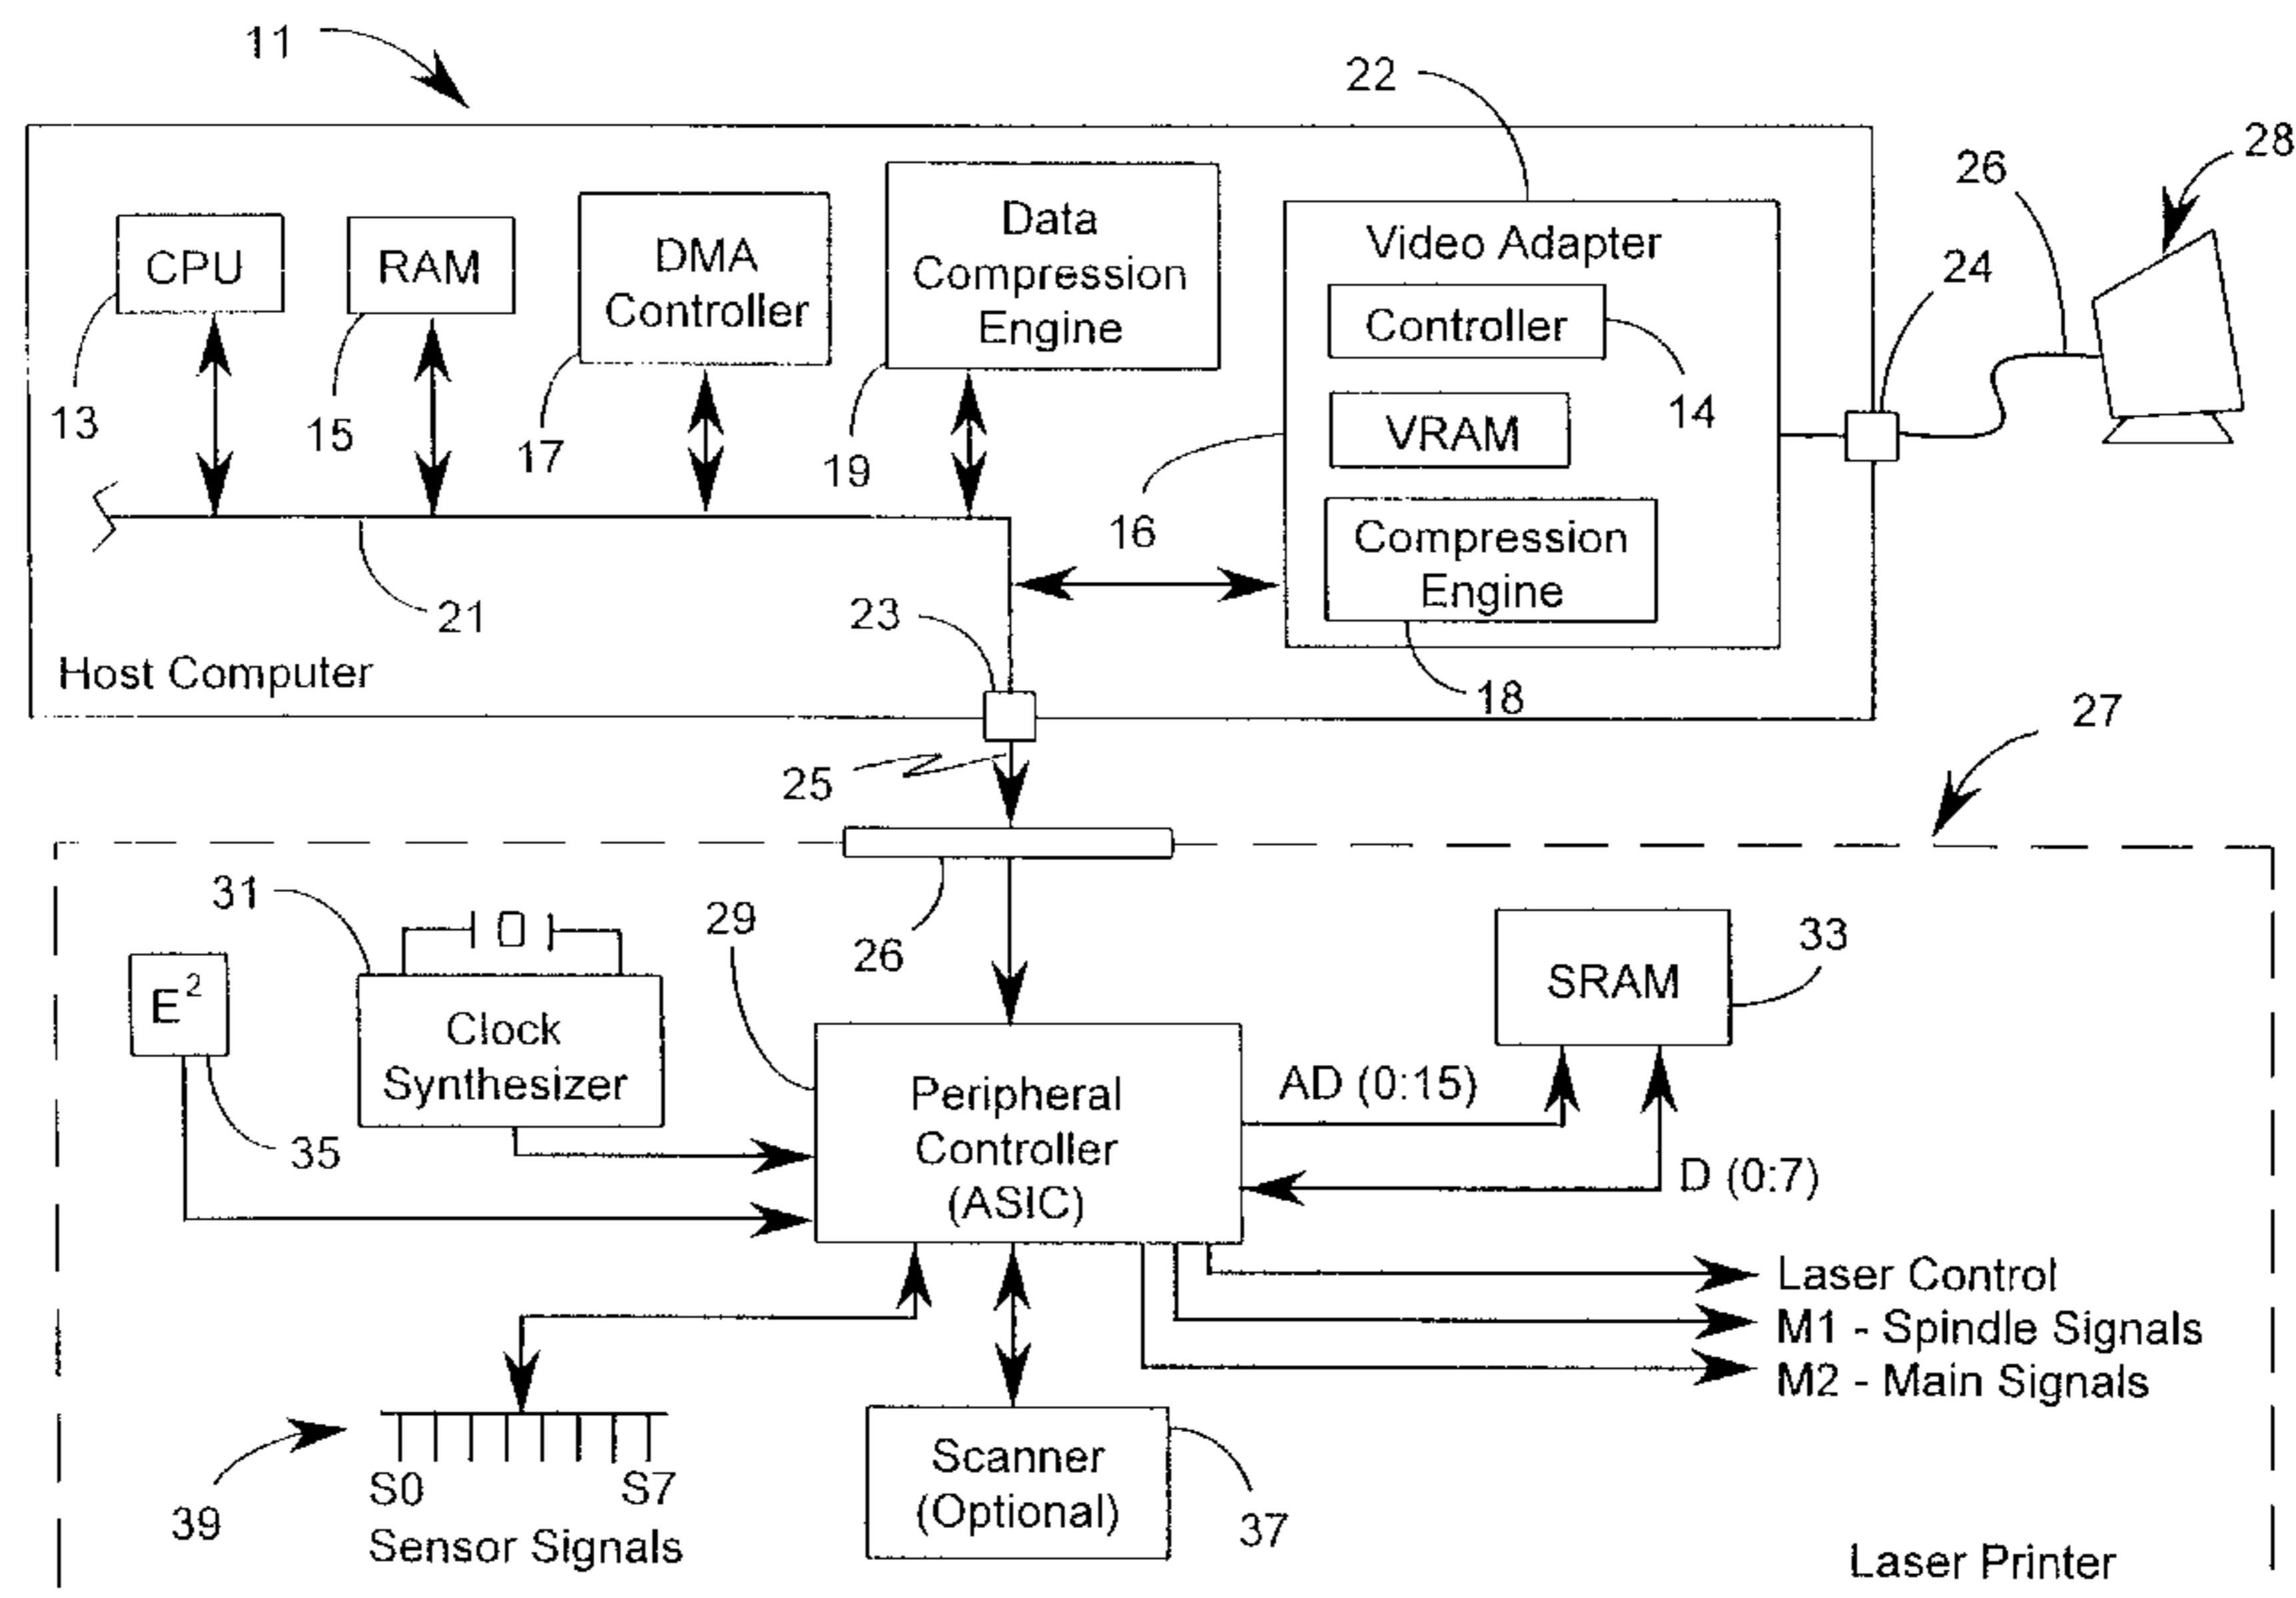 11
22
28
26
24
CPU
RAM
DMA
Controller
Data
Compression
Engine
Video Adapter
Controller
VRAM
Compression
Engine
13
15
17
19
14
16
21
23
18
Host Computer
27
25
26
31
29
33
E²
Clock
Synthesizer
35
SRAM
Peripheral
Controller
(ASIC)
AD (0:15)
D (0:7)
Laser Control
M1 - Spindle Signals
M2 - Main Signals
39
S0 S7
Sensor Signals
Scanner
(Optional)
37
Laser Printer